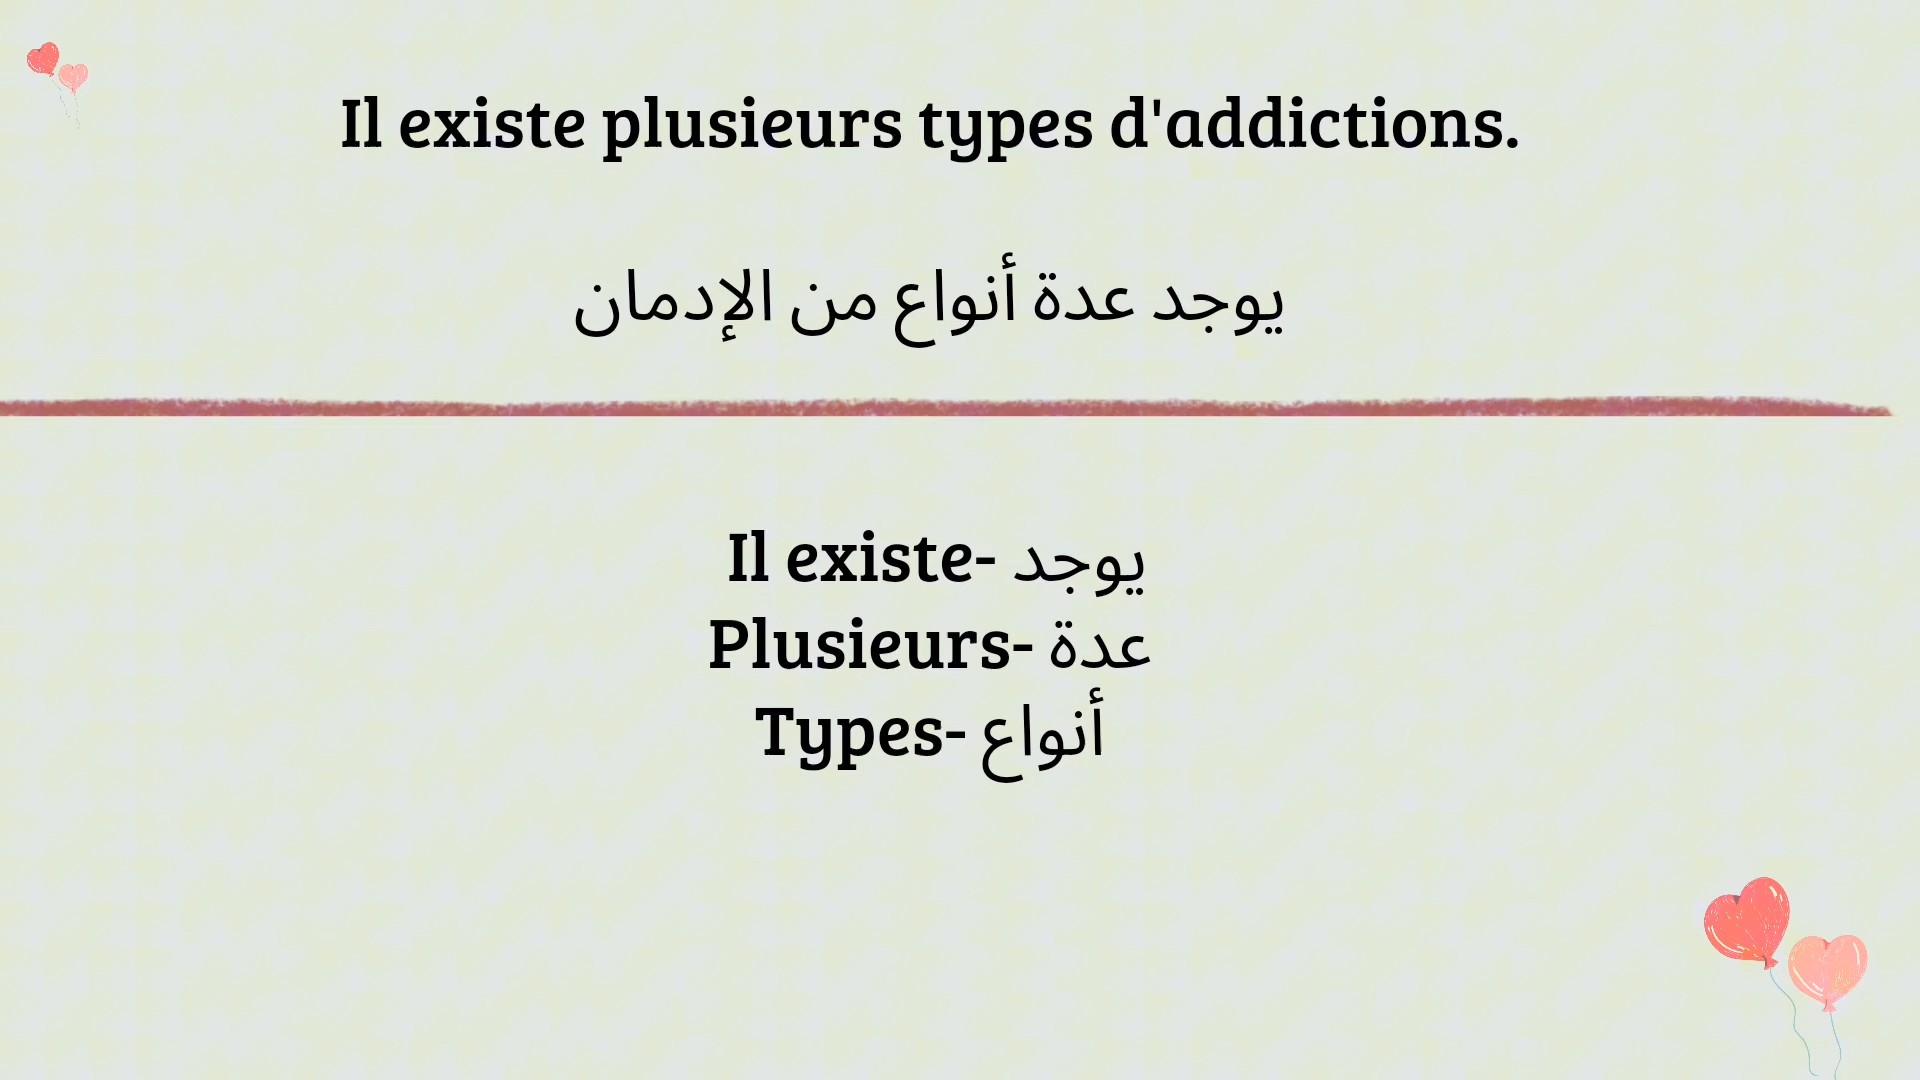 Il existe plusieurs types d'addictions.
يوجد عدة أنواع من الإدمان
Il existe- يوجد
Plusieurs- عدة
Types- أنواع